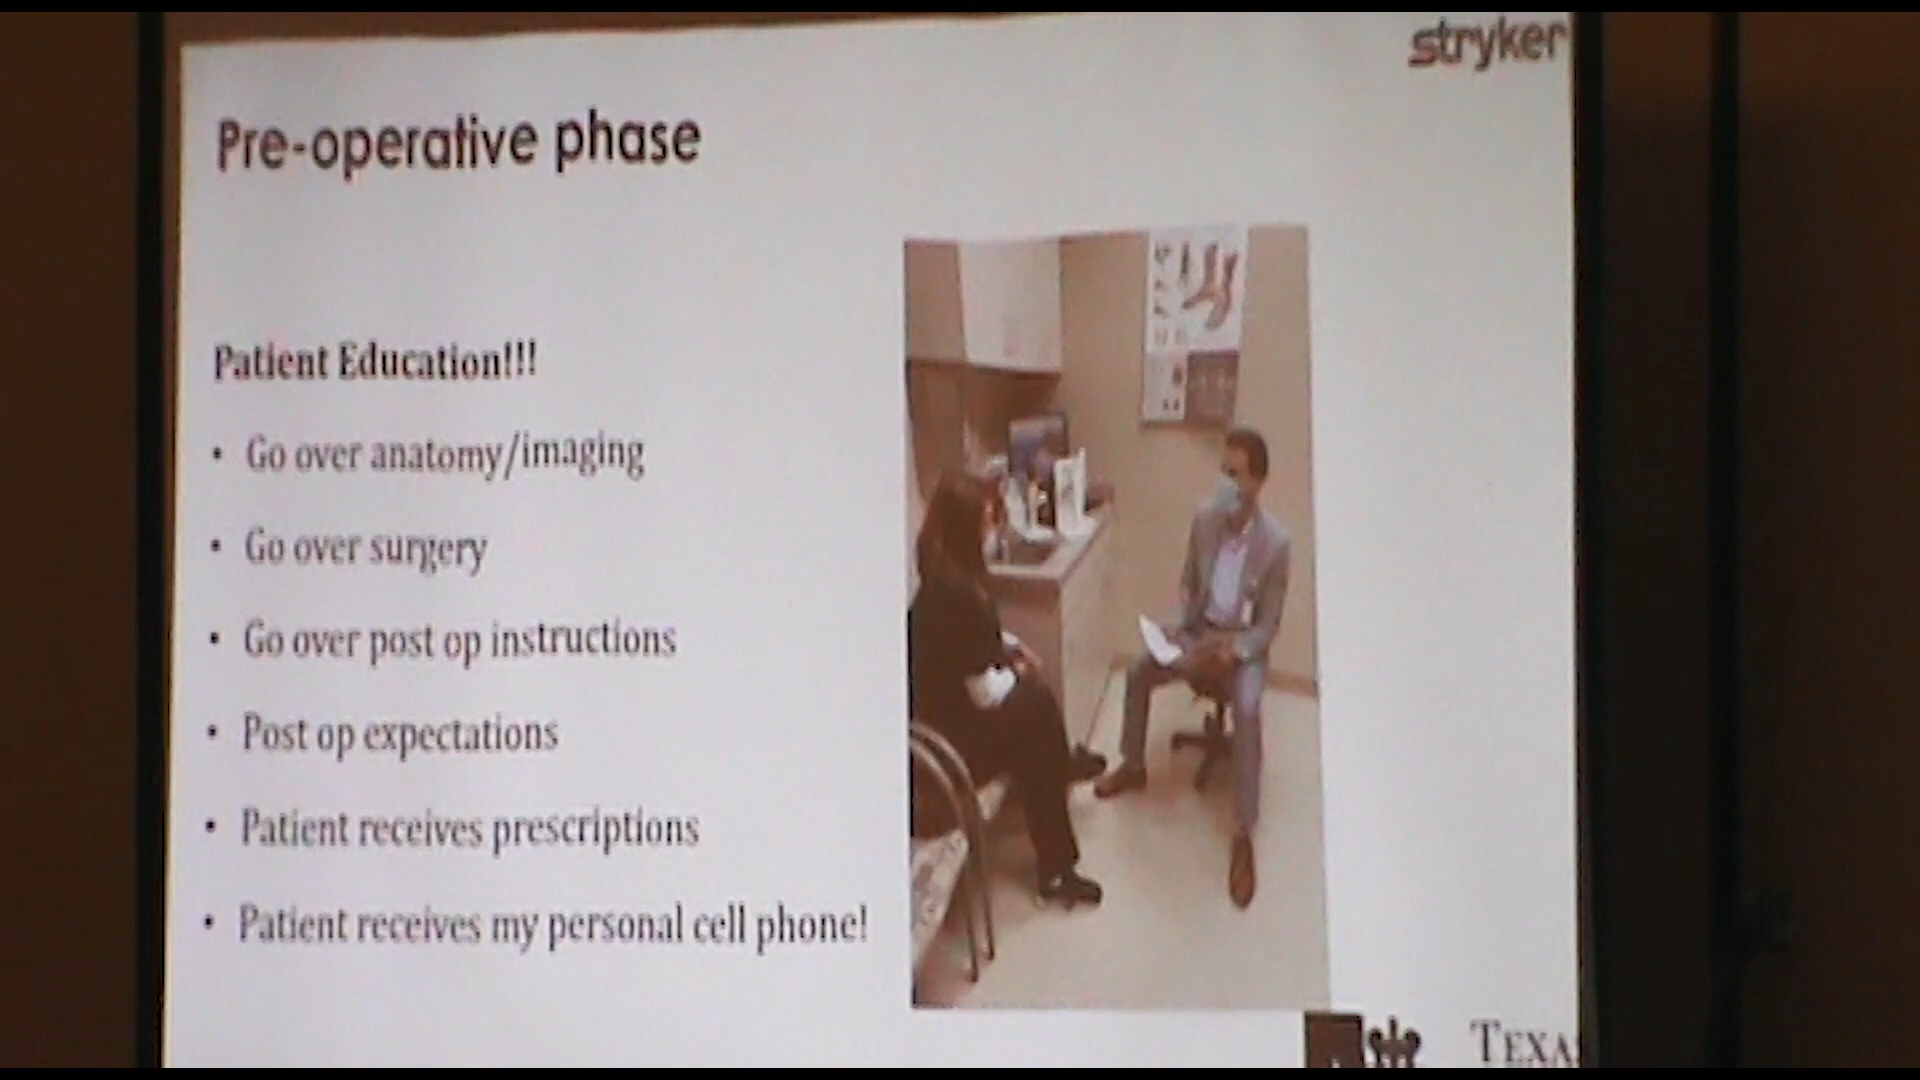 stryker
Pre-operative phase
Patient Education!!!
• Go over anatomy/imaging
• Go over surgery
• Go over post op instructions
• Post op expectations
• Patient receives prescriptions
• Patient receives my personal cell phone!
TEXAS